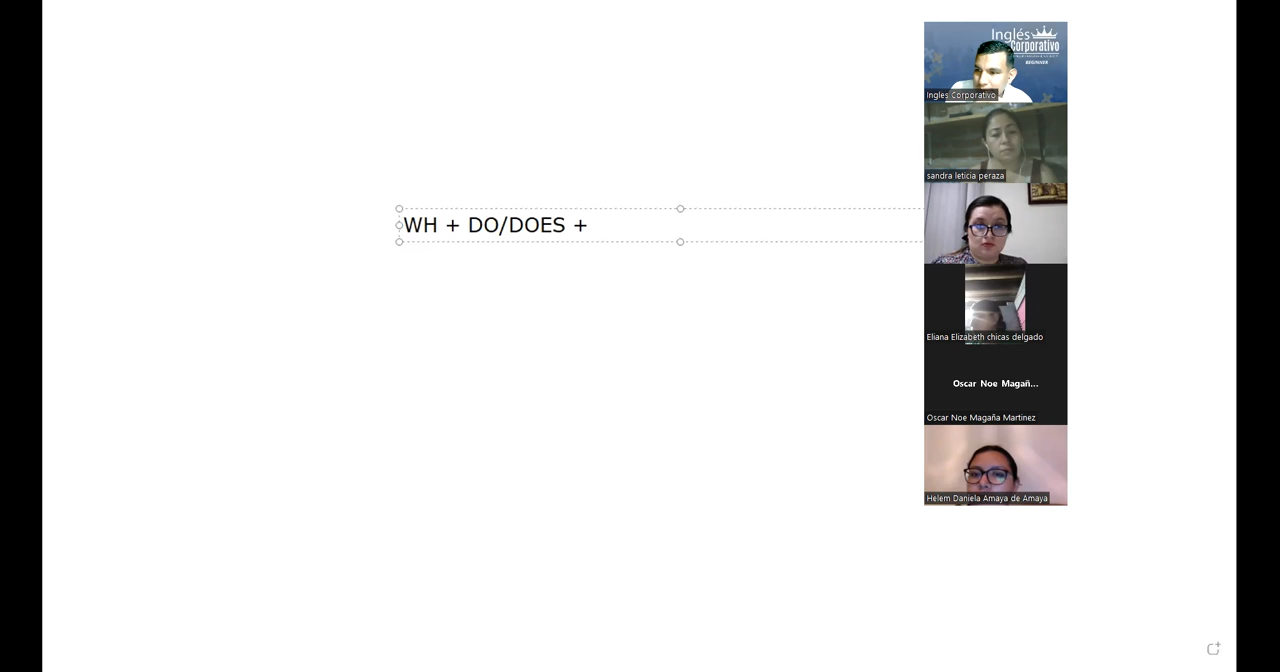 WH + DO/DOES +
Inglés
Corporativo
BEGINNER
Ingles Corporativo
sandra leticia peraza
Eliana Elizabeth chicas delgado
Oscar Noe Magañ...
Oscar Noe Magaña Martinez
Helem Daniela Amaya de Amaya